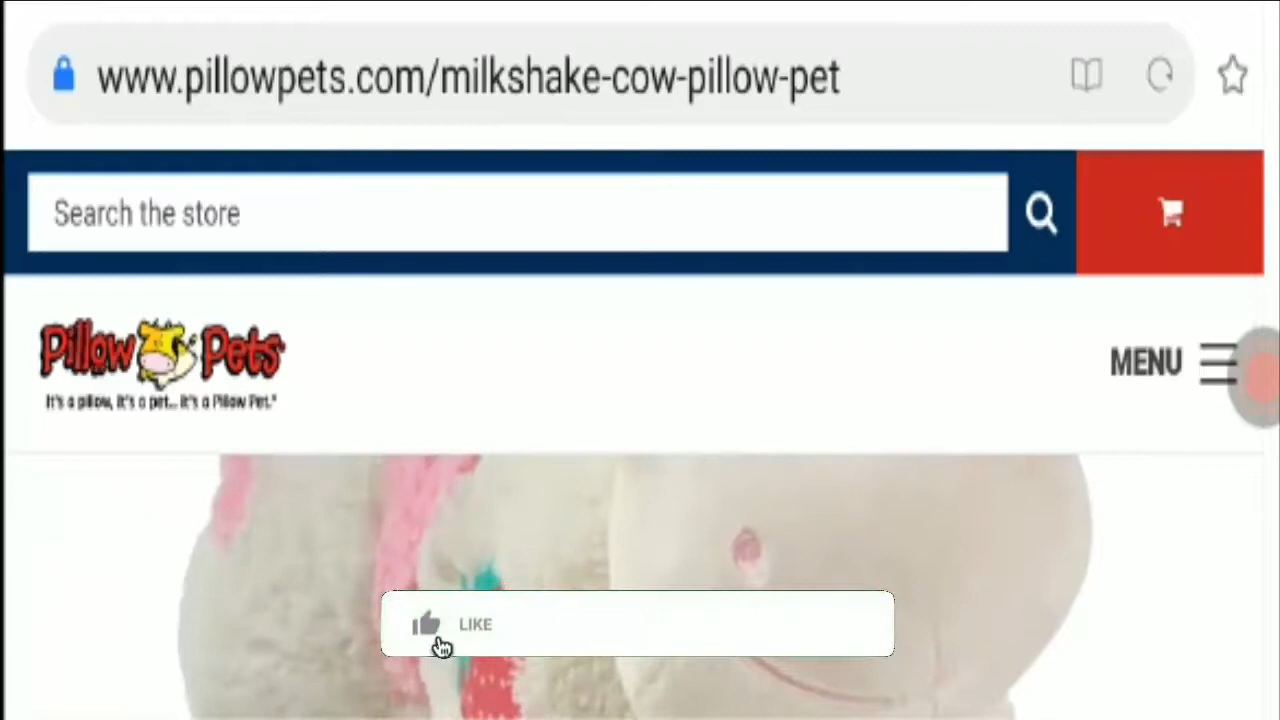 www.pillowpets.com/milkshake-cow-pillow-pet
Search the store
Pillow Pets
It's a pillow, it's a pet... it's a Pillow Pet.®
MENU
LIKE